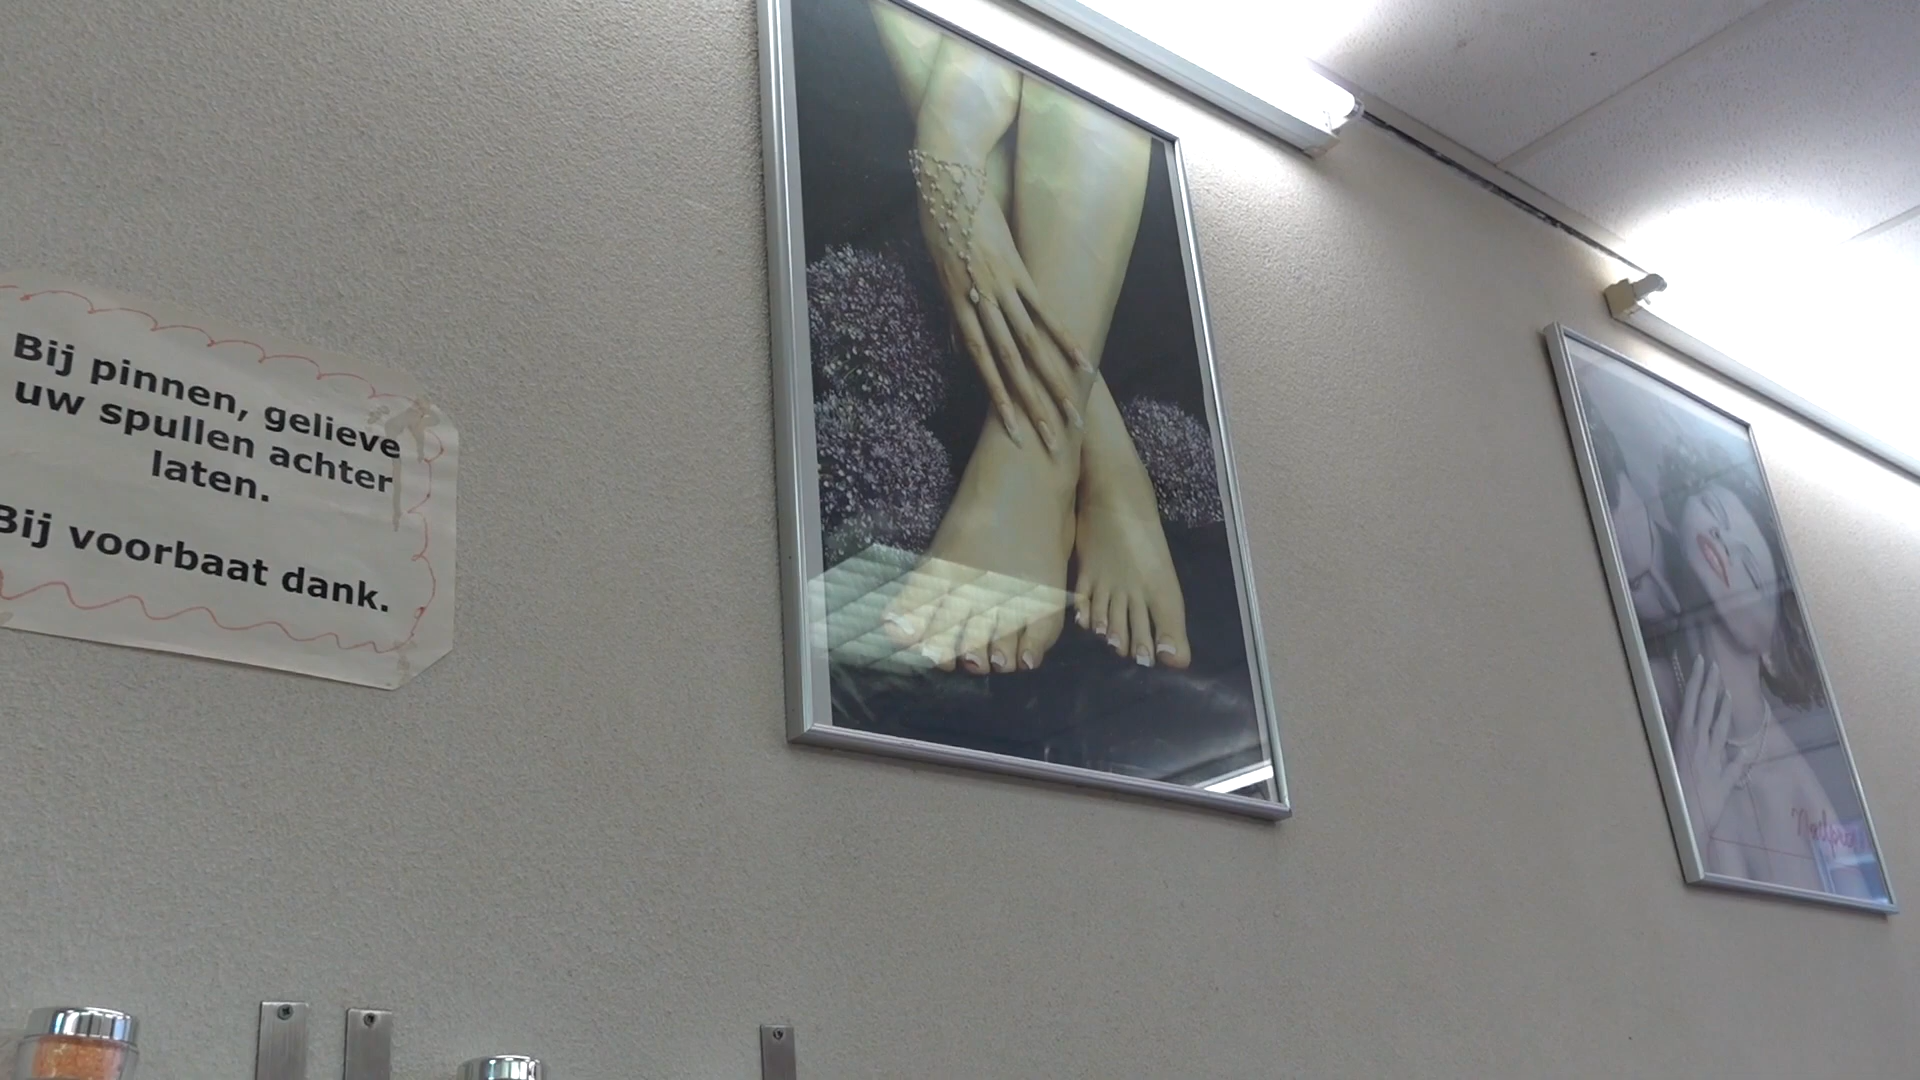 Bij pinnen, gelieve
uw spullen achter
laten.
Bij voorbaat dank.